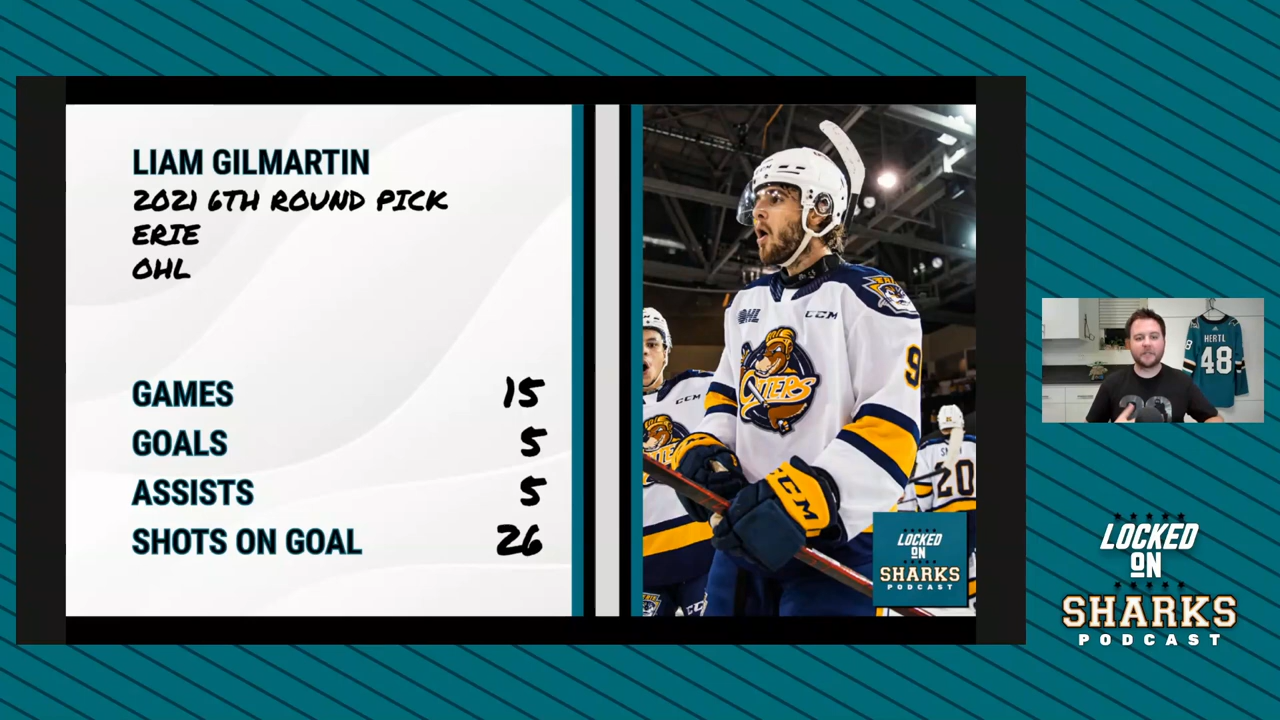 LIAM GILMARTIN
2021 6TH ROUND PICK
ERIE
OHL
GAMES 15
GOALS 5
ASSISTS 5
SHOTS ON GOAL 26
OHL
CCM
OTTERS
9
CCM
CCM
20
LOCKED
ON
SHARKS
PODCAST
HERTL
48
LOCKED
ON
SHARKS
PODCAST